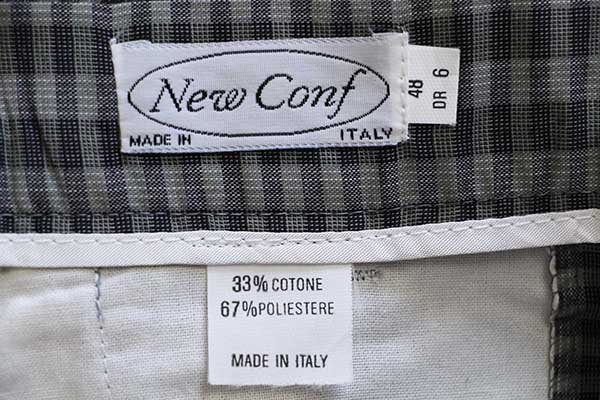 New Conf
MADE IN ITALY
48
DR 6
33% COTONE
67% POLIESTERE
MADE IN ITALY